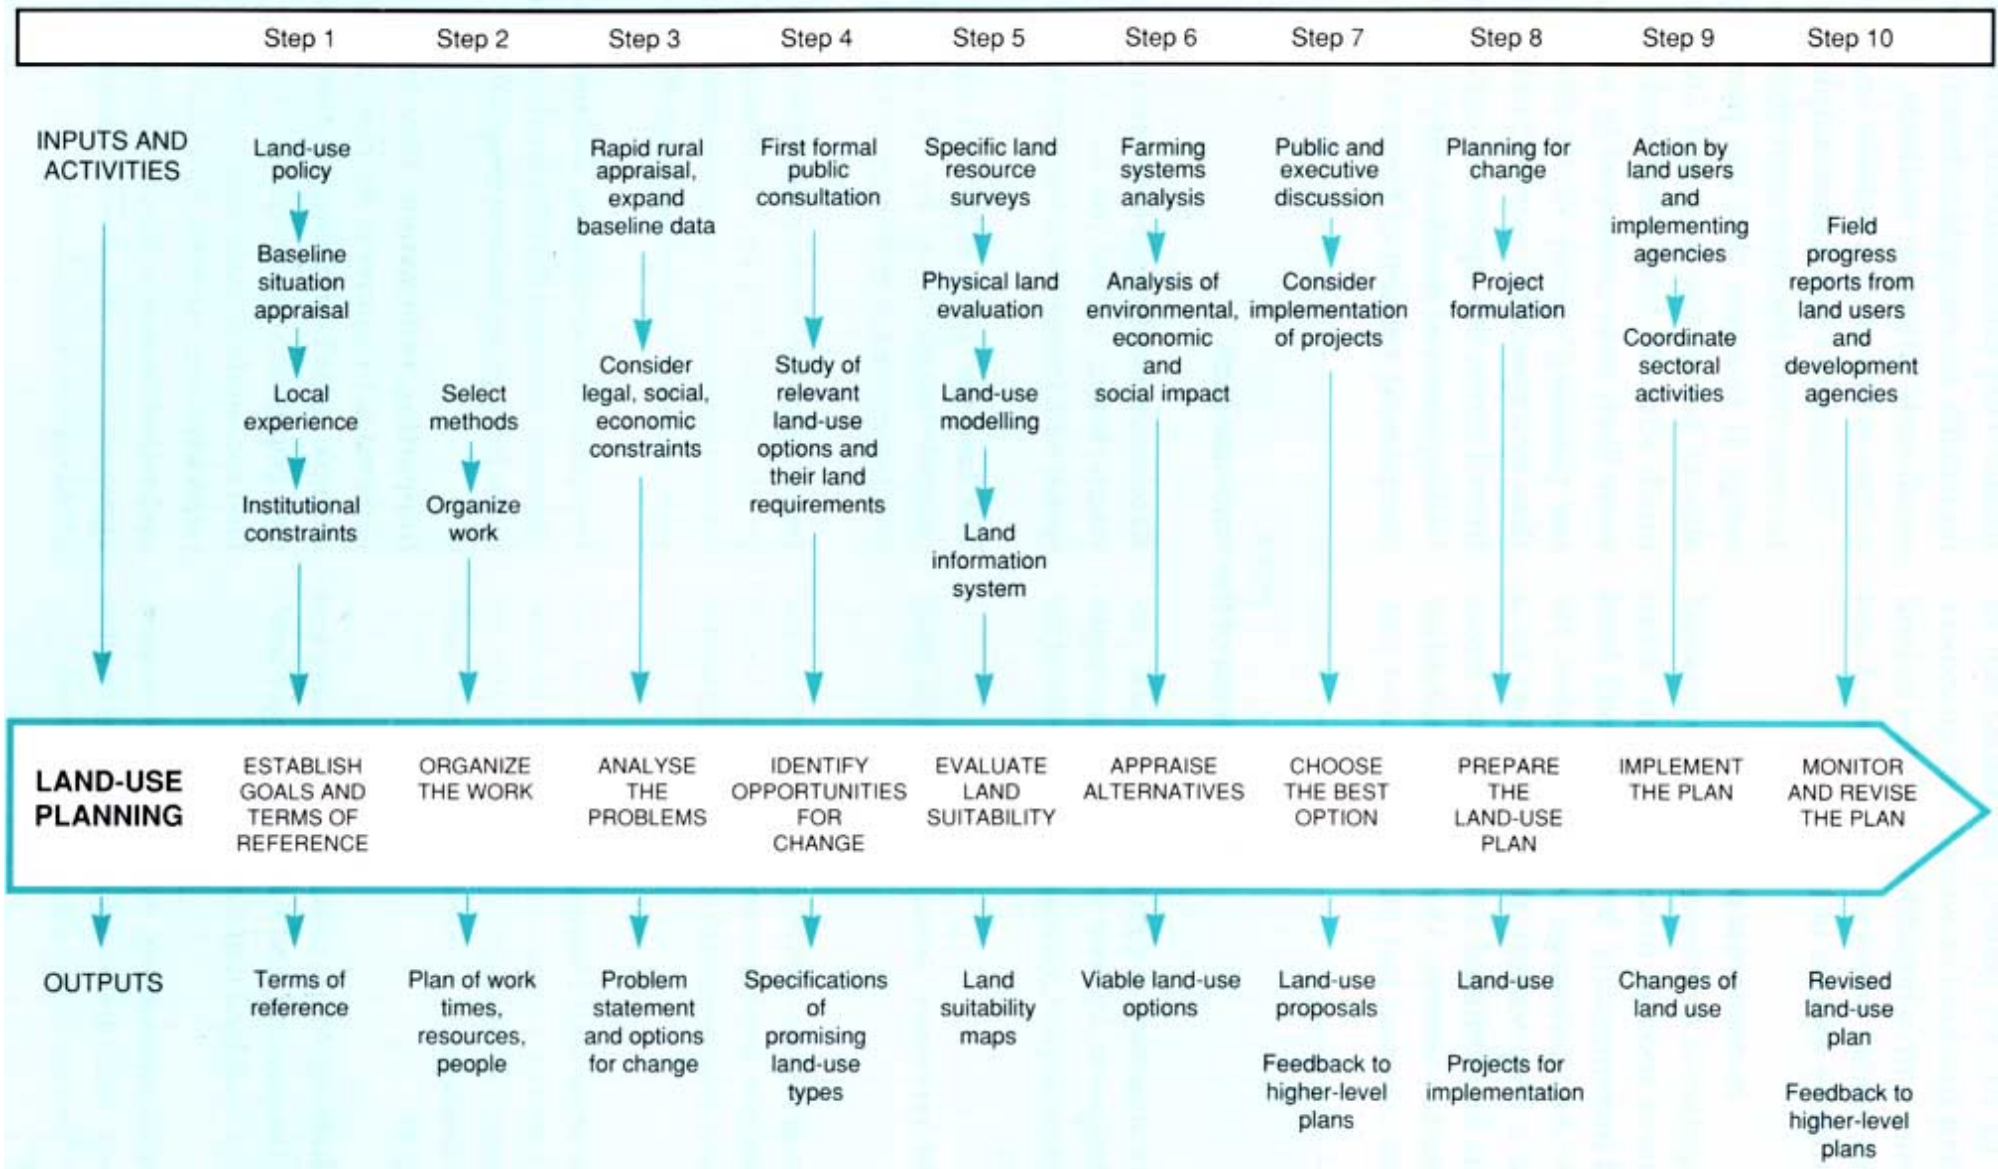 Step 1 Step 2 Step 3 Step 4 Step 5 Step 6 Step 7 Step 8 Step 9 Step 10
INPUTS AND
ACTIVITIES
Land-use
policy
Baseline
situation
appraisal
Local
experience
Institutional
constraints
Select
methods
Organize
work
Rapid rural
appraisal,
expand
baseline data
Consider
legal, social,
economic
constraints
First formal
public
consultation
Study of
relevant
land-use
options and
their land
requirements
Specific land
resource
surveys
Physical land
evaluation
Land-use
modelling
Land
information
system
Farming
systems
analysis
Analysis of
environmental,
economic
and
social impact
Public and
executive
discussion
Consider
implementation
of projects
Planning for
change
Project
formulation
Action by
land users
and
implementing
agencies
Coordinate
sectoral
activities
Field
progress
reports from
land users
and
development
agencies
LAND-USE
PLANNING
ESTABLISH
GOALS AND
TERMS OF
REFERENCE
ORGANIZE
THE WORK
ANALYSE
THE
PROBLEMS
IDENTIFY
OPPORTUNITIES
FOR
CHANGE
EVALUATE
LAND
SUITABILITY
APPRAISE
ALTERNATIVES
CHOOSE
THE BEST
OPTION
PREPARE
THE
LAND-USE
PLAN
IMPLEMENT
THE PLAN
MONITOR
AND REVISE
THE PLAN
OUTPUTS
Terms of
reference
Plan of work
times,
resources,
people
Problem
statement
and options
for change
Specifications
of
promising
land-use
types
Land
suitability
maps
Viable land-use
options
Land-use
proposals
Feedback to
higher-level
plans
Land-use
Projects for
implementation
Changes of
land use
Revised
land-use
plan
Feedback to
higher-level
plans